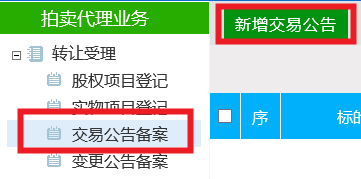 拍卖代理业务
新增交易公告
转让受理
股权项目登记
实物项目登记
交易公告备案
变更公告备案
序
标的